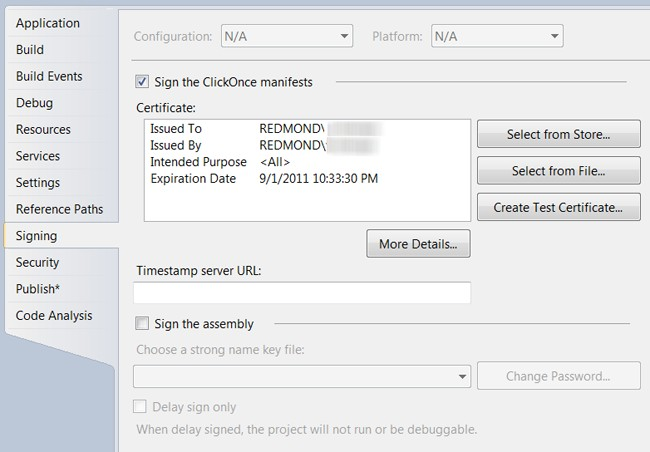 Application
Build
Build Events
Debug
Resources
Services
Settings
Reference Paths
Signing
Security
Publish*
Code Analysis
Configuration: N/A Platform: N/A
Sign the ClickOnce manifests
Certificate:
Issued To REDMOND\
Issued By REDMOND\
Intended Purpose <All>
Expiration Date 9/1/2011 10:33:30 PM
Select from Store...
Select from File...
Create Test Certificate...
More Details...
Timestamp server URL:
Sign the assembly
Choose a strong name key file:
Change Password...
Delay sign only
When delay signed, the project will not run or be debuggable.